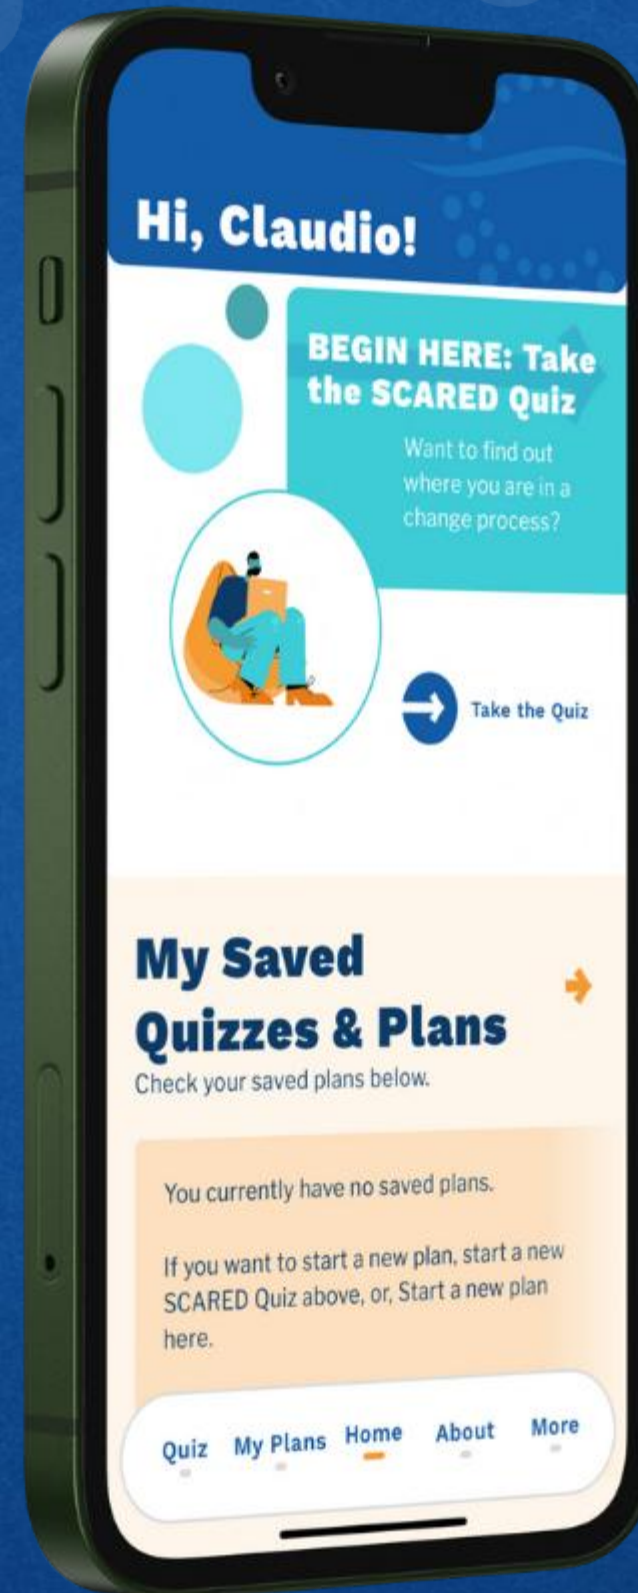 Hi, Claudio!
BEGIN HERE: Take
the SCARED Quiz
Want to find out
where you are in a
change process?
Take the Quiz
My Saved
Quizzes & Plans
Check your saved plans below.
You currently have no saved plans.
If you want to start a new plan, start a new
SCARED Quiz above, or, Start a new plan
here.
Quiz My Plans Home About More